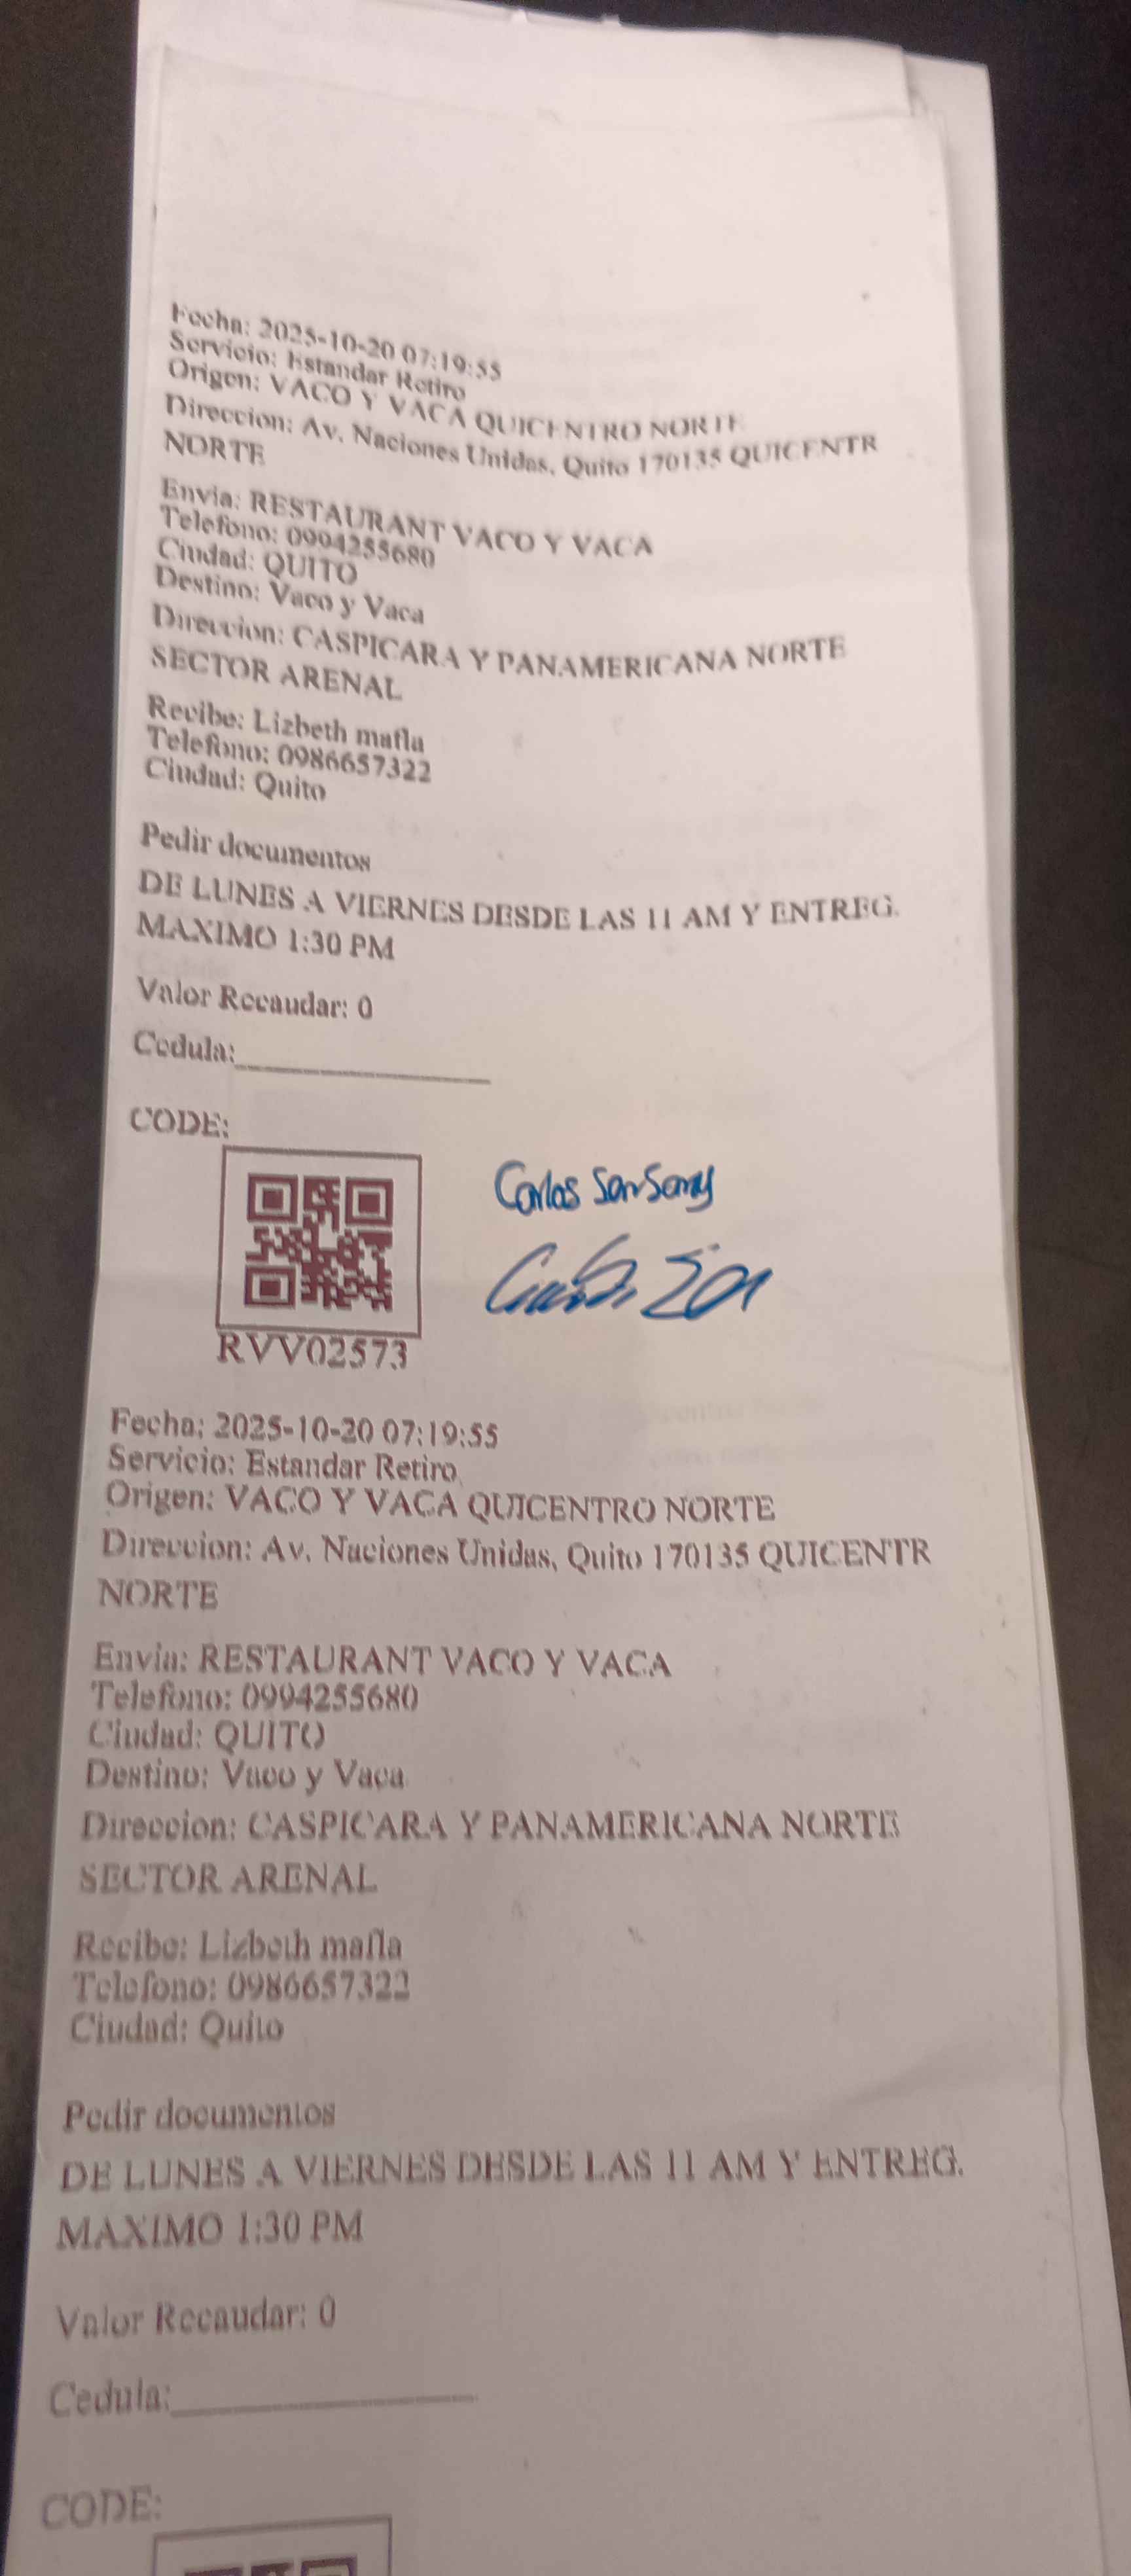 Fecha: 2025-10-20 07:19:55
Servicio: Estandar Retiro
Origen: VACO Y VACA QUICENTRO NORTE
Direccion: Av. Naciones Unidas, Quito 170135 QUICENTR
NORTE
Envia: RESTAURANT VACO Y VACA
Telefono: 0994255680
Ciudad: QUITO
Destino: Vaco y Vaca
Direccion: CASPICARA Y PANAMERICANA NORTE
SECTOR ARENAL
Recibe: Lizbeth mafla
Telefono: 0986657322
Ciudad: Quito
Pedir documentos
DE LUNES A VIERNES DESDE LAS 11 AM Y ENTREG.
MAXIMO 1:30 PM
Valor Recaudar: 0
Cedula:
CODE:
Carlos
RVV02573
Fecha: 2025-10-20 07:19:55
Servicio: Estandar Retiro
Origen: VACO Y VACA QUICENTRO NORTE
Direccion: Av. Naciones Unidas, Quito 170135 QUICENTR
NORTE
Envia: RESTAURANT VACO Y VACA
Telefono: 0994255680
Ciudad: QUITO
Destino: Vaco y Vaca
Direccion: CASPICARA Y PANAMERICANA NORTE
SECTOR ARENAL
Recibe: Lizbeth mafla
Telefono: 0986657322
Ciudad: Quito
Pedir documentos
DE LUNES A VIERNES DESDE LAS 11 AM Y ENTREG.
MAXIMO 1:30 PM
Valor Recaudar: 0
Cedula:
CODE: